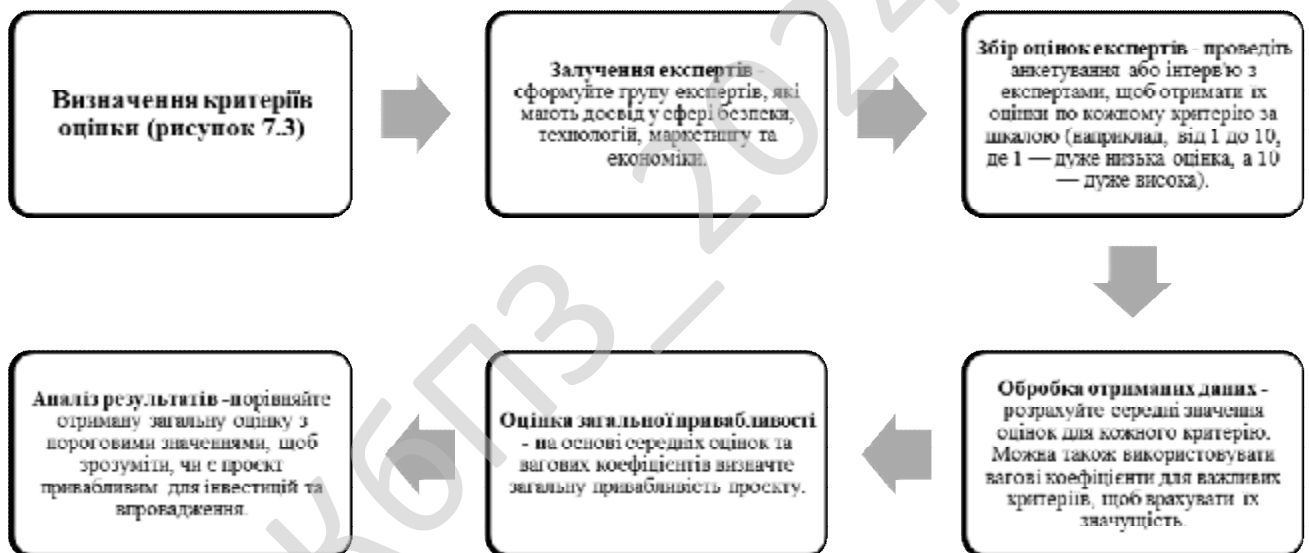 Визначення критеріїв
оцінки (рисунок 7.3)
Залучення експертів -
сформуйте групу експертів, які
мають досвід у сфері безпеки,
технологій, маркетингу та
економіки.
Збір оцінок експертів - проведіть
анкетування або інтерв'ю з
експертами, щоб отримати їх
оцінки по кожному критерію за
шкалою (наприклад, від 1 до 10,
де 1 — дуже низька оцінка, а 10
— дуже висока).
Обробка отриманих даних -
розрахуйте середні значення
оцінок для кожного критерію.
Можна також використовувати
вагові коефіцієнти для важливих
критеріїв, щоб врахувати їх
значущість.
Оцінка загальної привабливості
- на основі середніх оцінок та
вагових коефіцієнтів визначте
загальну привабливість проєкту.
Аналіз результатів -порівняйте
отриману загальну оцінку з
пороговими значеннями, щоб
зрозуміти, чи є проєкт
привабливим для інвестицій та
впровадження.
КбПЗ_2024